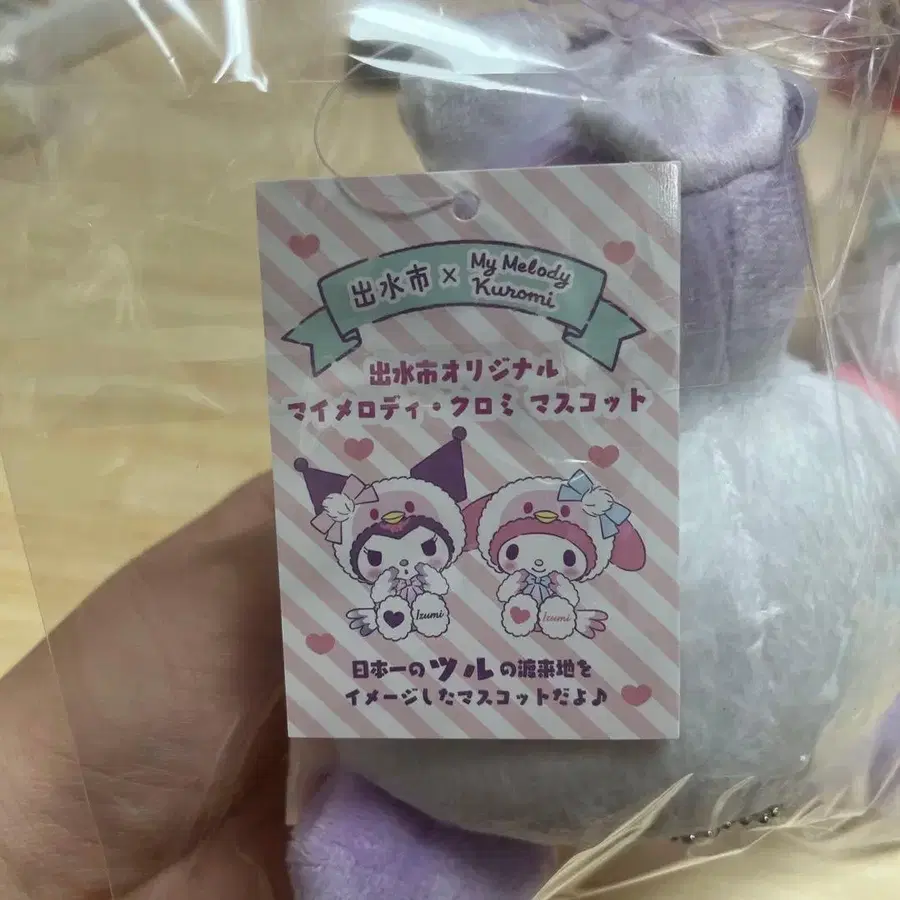 出水市 × My Melody
Kuromi
出水市オリジナル
マイメロディ・クロミ マスコット
Izumi
Izumi
日本一のツルの渡来地を
イメージしたマスコットだよ♪